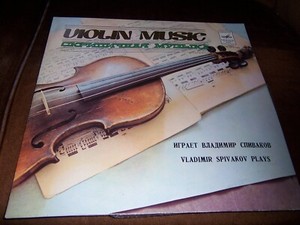 VIOLIN MUSIC
СКРИПИЧНАЯ МУЗЫКА
ИГРАЕТ ВЛАДИМИР СПИВАКОВ
VLADIMIR SPIVAKOV PLAYS